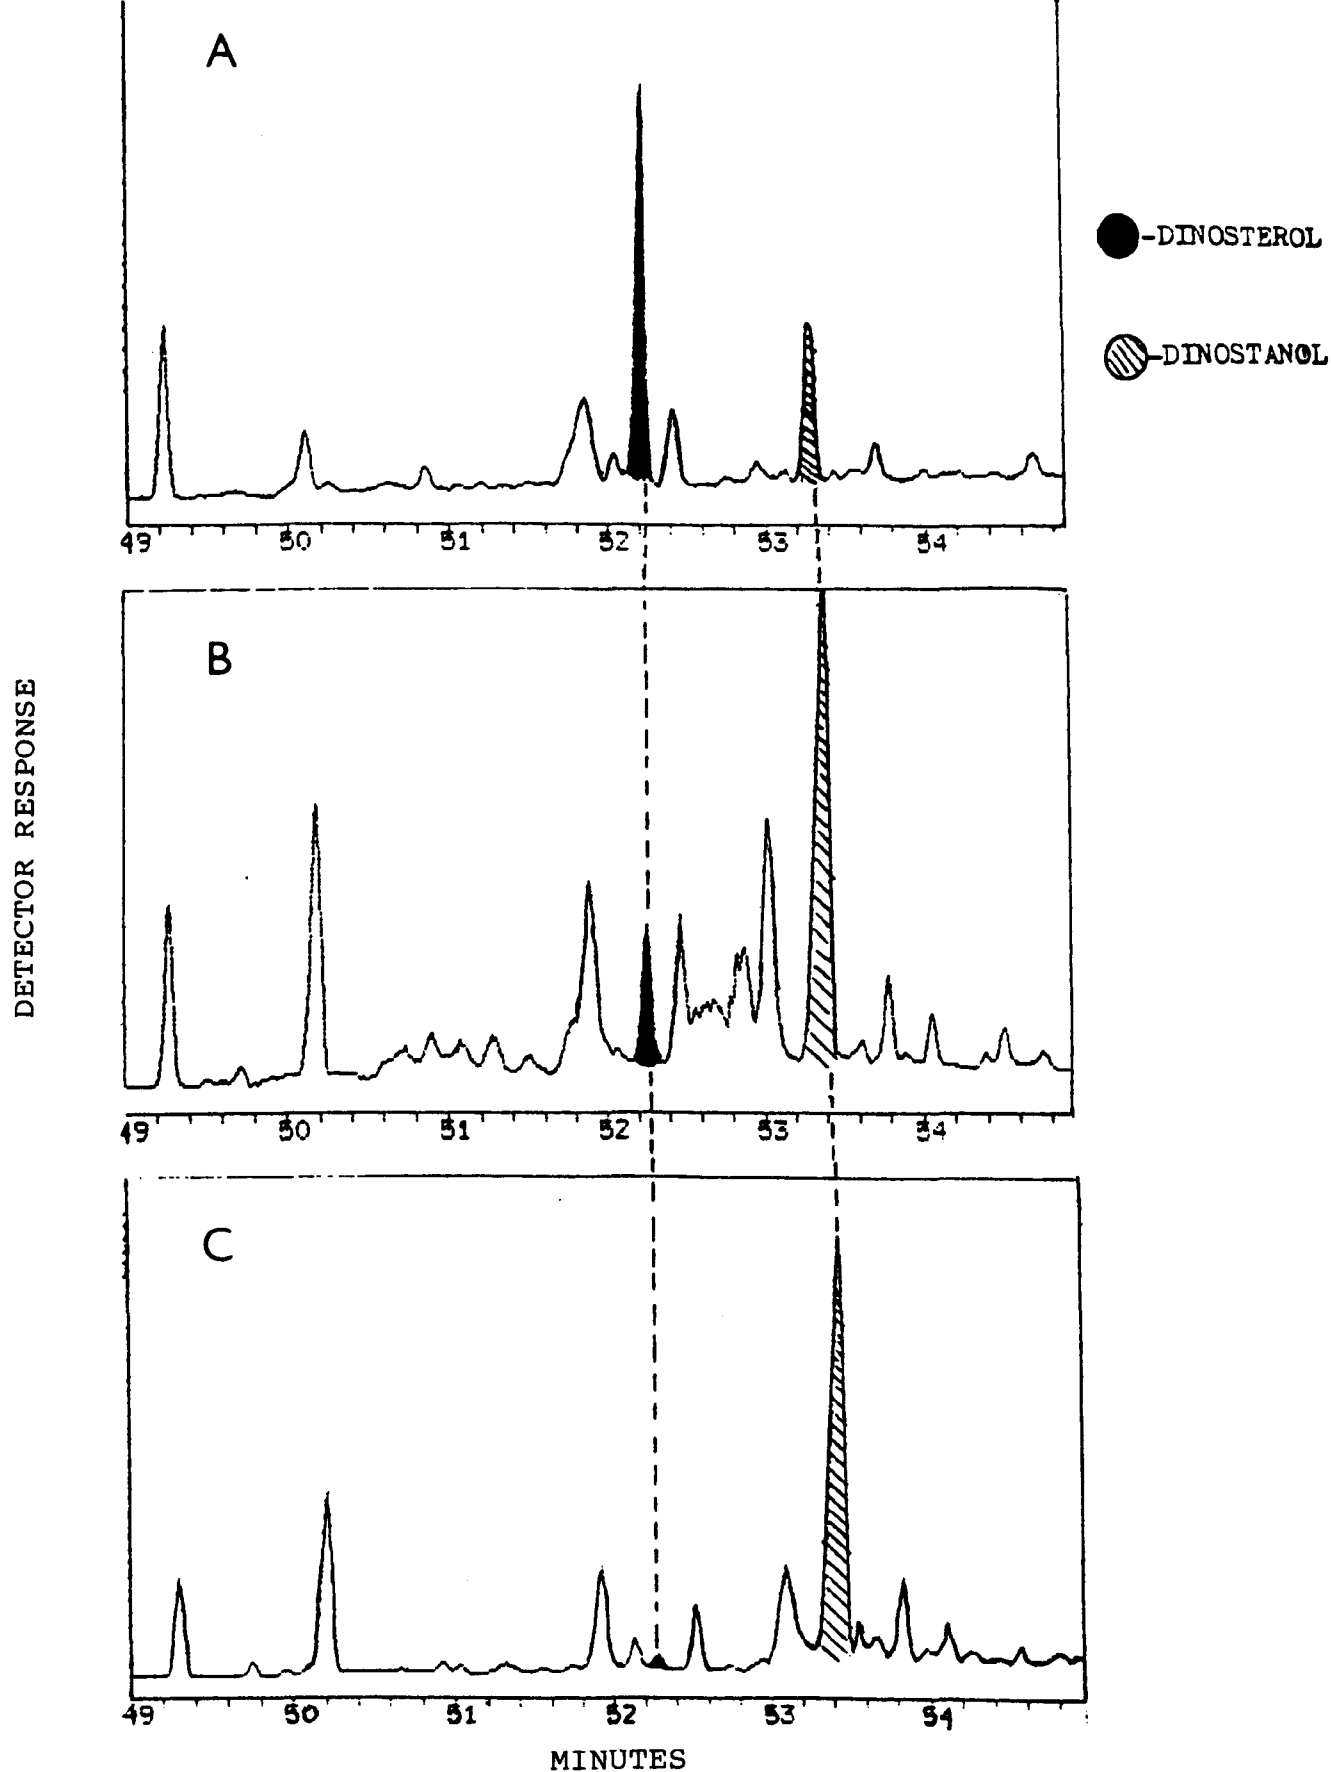 A
-DINOSTEROL
-DINOSTANOL
49 50 51 52 53 54
B
DETECTOR RESPONSE
49 50 51 52 53 54
C
49 50 51 52 53 54
MINUTES